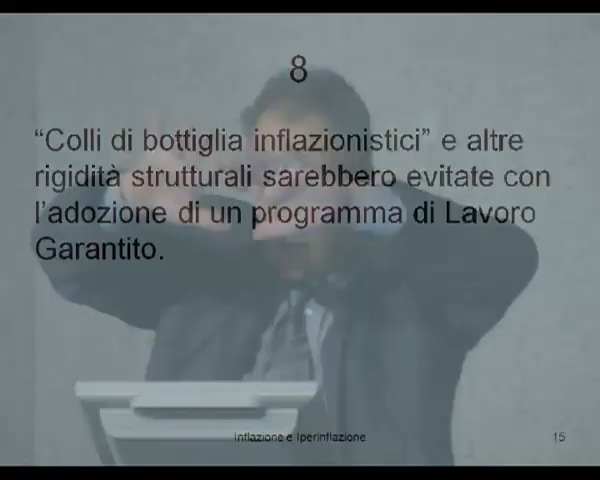 8
“Colli di bottiglia inflazionistici” e altre
rigidità strutturali sarebbero evitate con
l’adozione di un programma di Lavoro
Garantito.
Inflazione e Iperinflazione
15